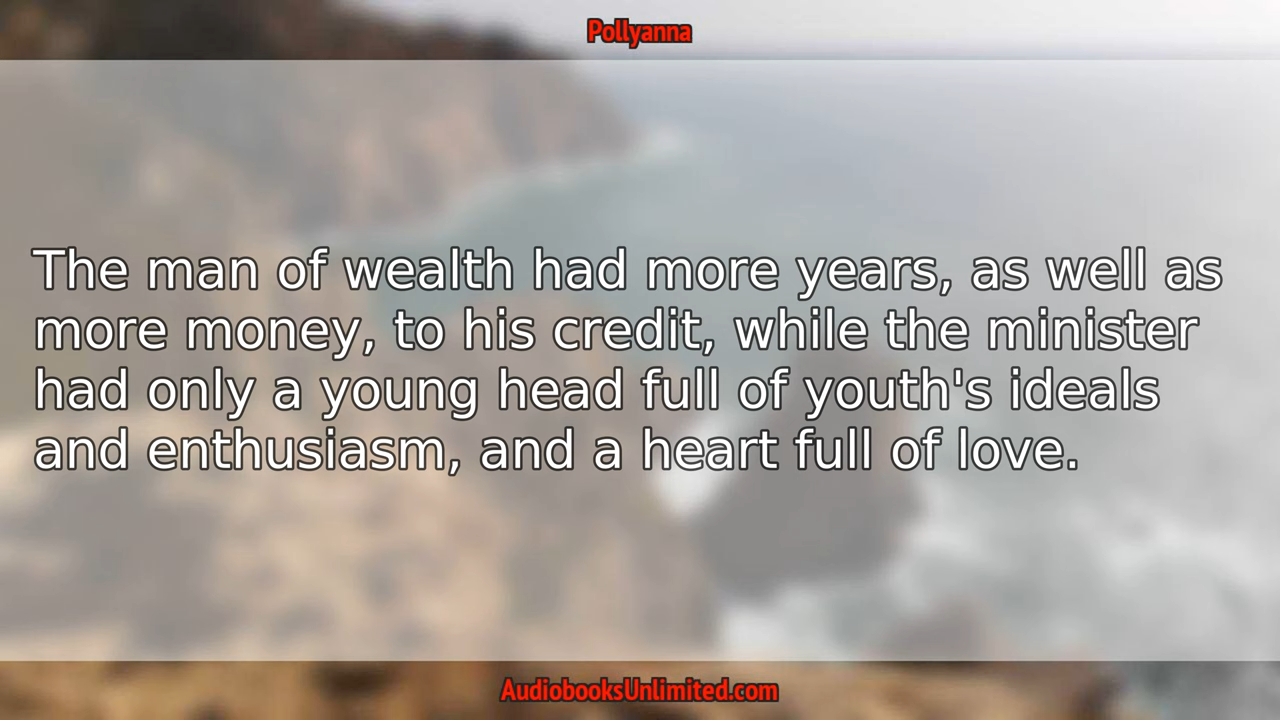 Pollyanna
The man of wealth had more years, as well as
more money, to his credit, while the minister
had only a young head full of youth's ideals
and enthusiasm, and a heart full of love.
AudiobooksUnlimited.com